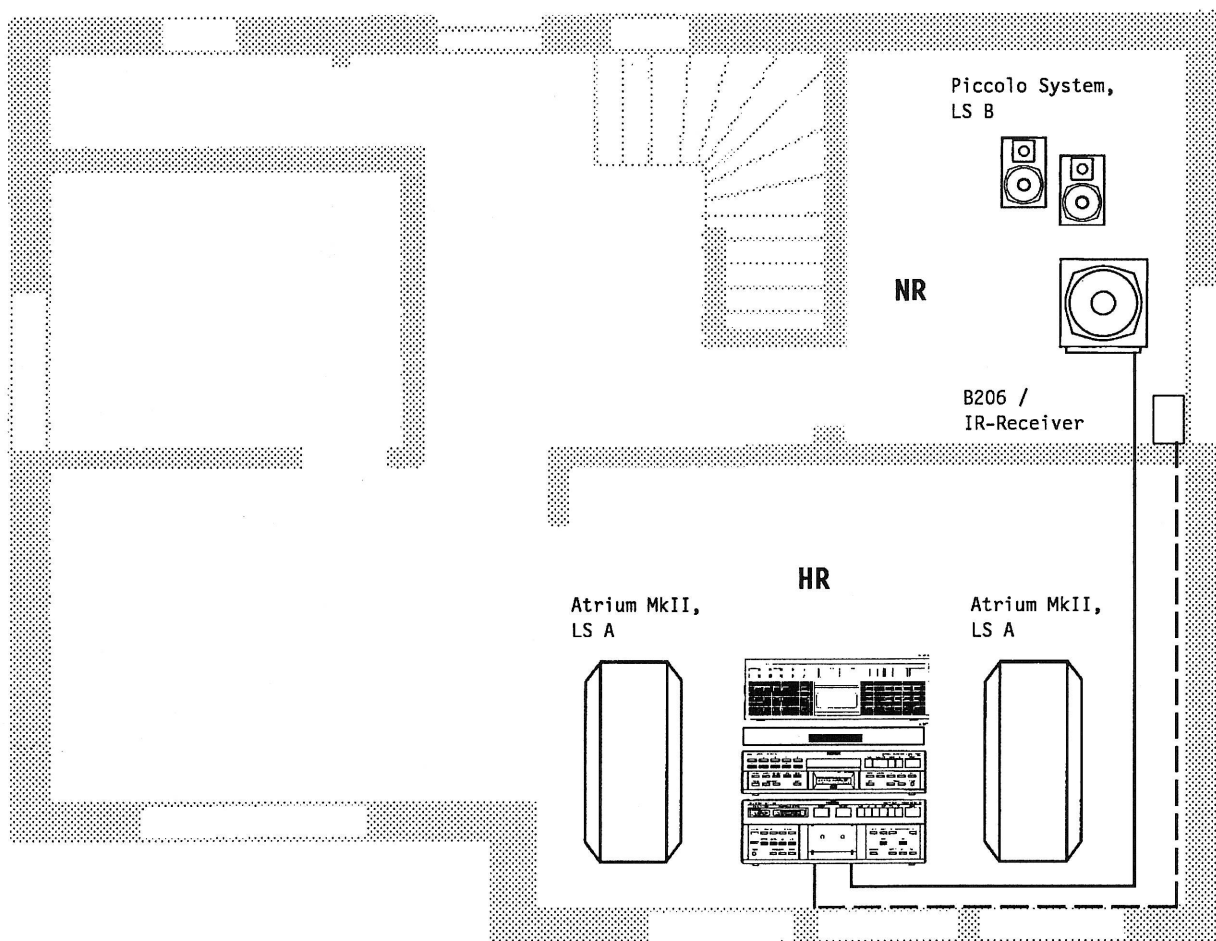 Piccolo System,
LS B
NR
B206 /
IR-Receiver
HR
Atrium MkII,
LS A
Atrium MkII,
LS A